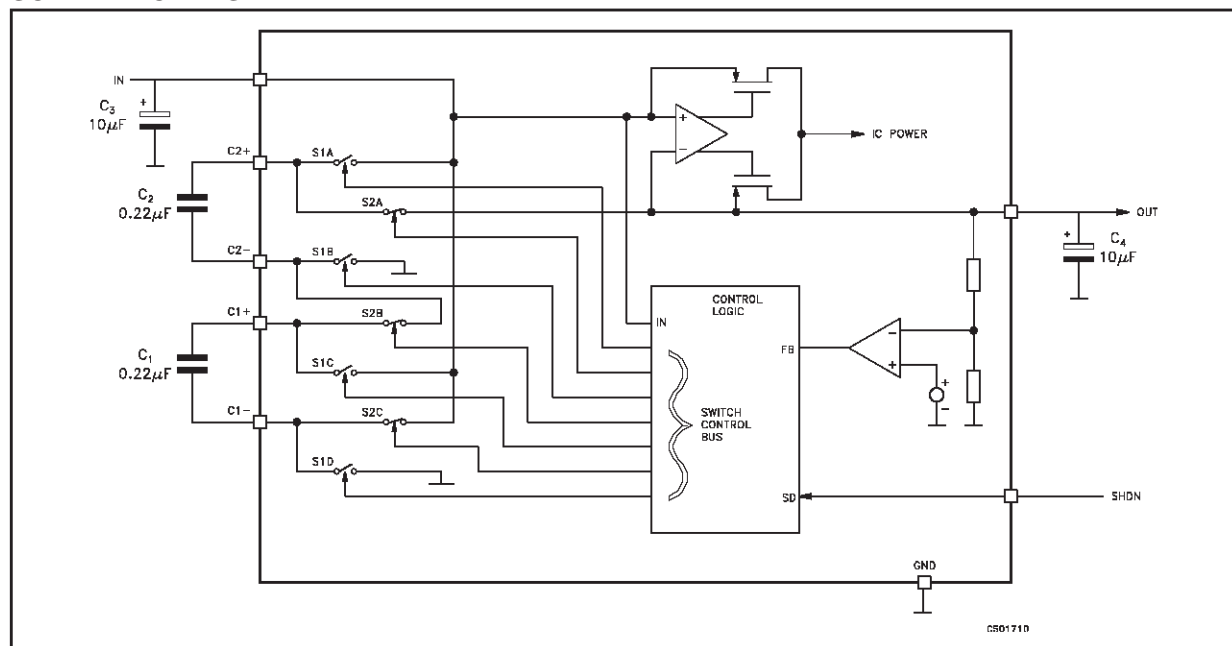 IN
C3
10μF
+
C2+
C2
0.22μF
C2-
C1+
C1
0.22μF
C1-
S1A
S2A
S1B
S2B
S1C
S2C
S1D
+
-
IC POWER
OUT
+
C4
10μF
CONTROL
LOGIC
IN
FB
SWITCH
CONTROL
BUS
SD
-
+
+
-
SHDN
GND
CS01710